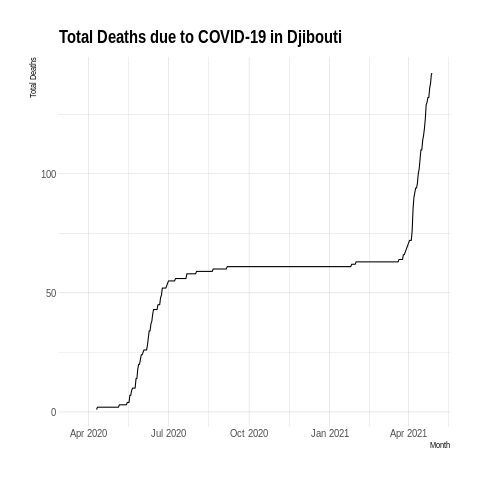 Total Deaths due to COVID-19 in Djibouti
Total Deaths
100
50
0
Apr 2020 Jul 2020 Oct 2020 Jan 2021 Apr 2021
Month